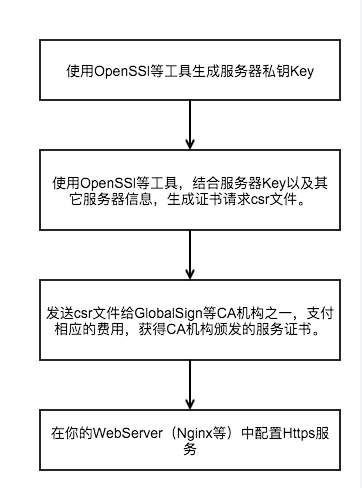 使用OpenSSl等工具生成服务器私钥Key
使用OpenSSl等工具，结合服务器Key以及其
它服务器信息，生成证书请求csr文件。
发送csr文件给GlobalSign等CA机构之一，支付
相应的费用，获得CA机构颁发的服务证书。
在你的WebServer（Nginx等）中配置Https服
务